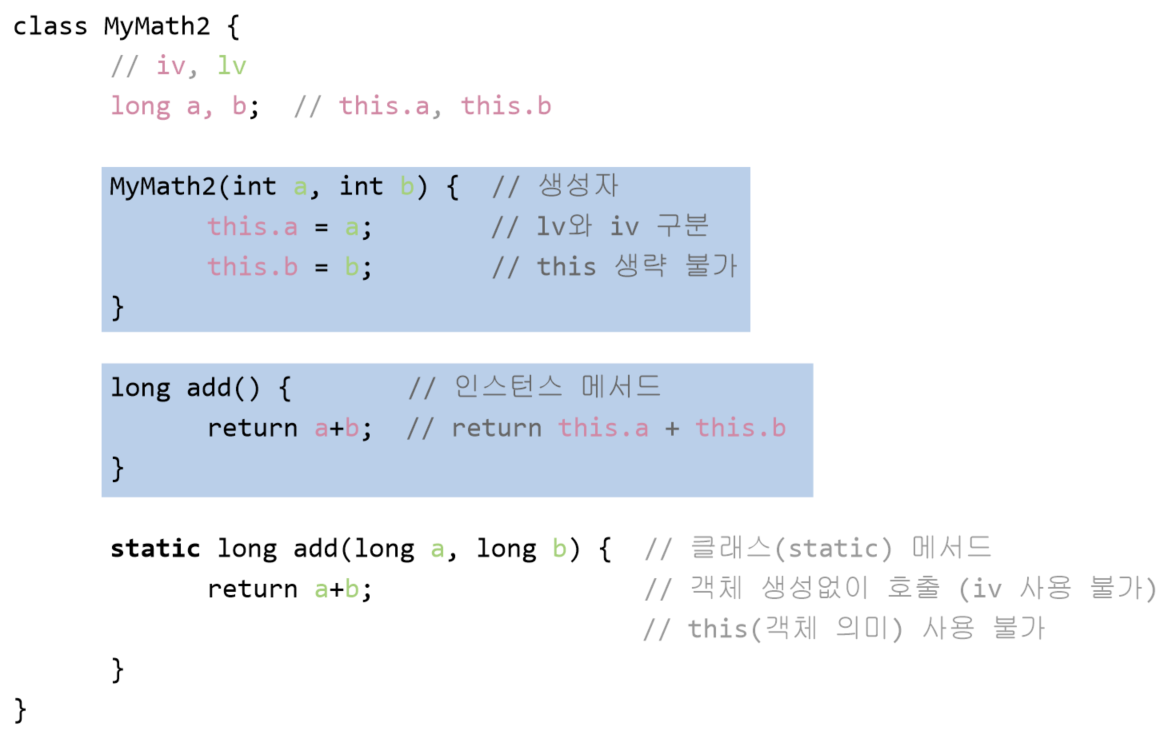 class MyMath2 {
// iv, lv
long a, b; // this.a, this.b
MyMath2(int a, int b) { // 생성자
this.a = a; // lv와 iv 구분
this.b = b; // this 생략 불가
}
long add() { // 인스턴스 메서드
return a+b; // return this.a + this.b
}
static long add(long a, long b) { // 클래스(static) 메서드
return a+b; // 객체 생성없이 호출 (iv 사용 불가)
// this(객체 의미) 사용 불가
}
}